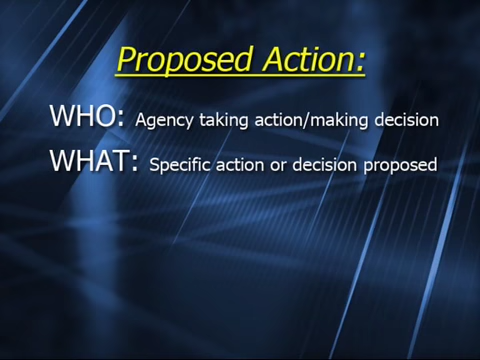 Proposed Action:
WHO: Agency taking action/making decision
WHAT: Specific action or decision proposed